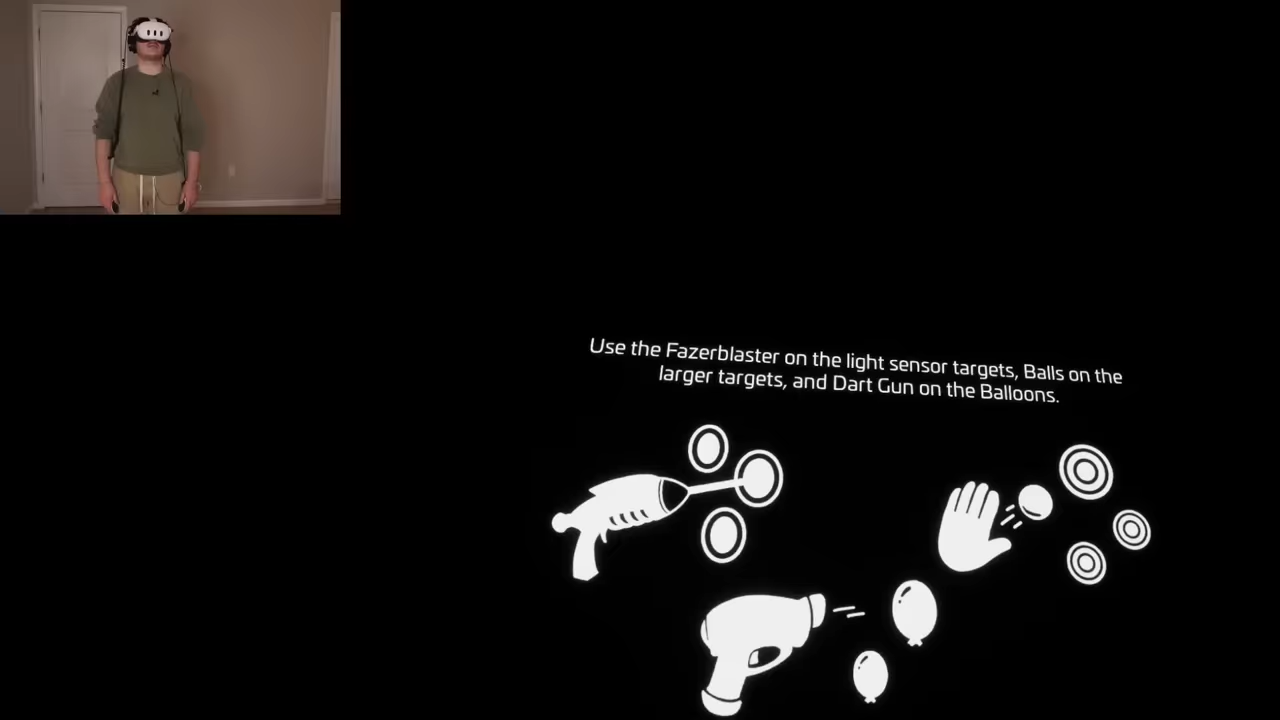 Use the Fazerblaster on the light sensor targets, Balls on the
larger targets, and Dart Gun on the Balloons.